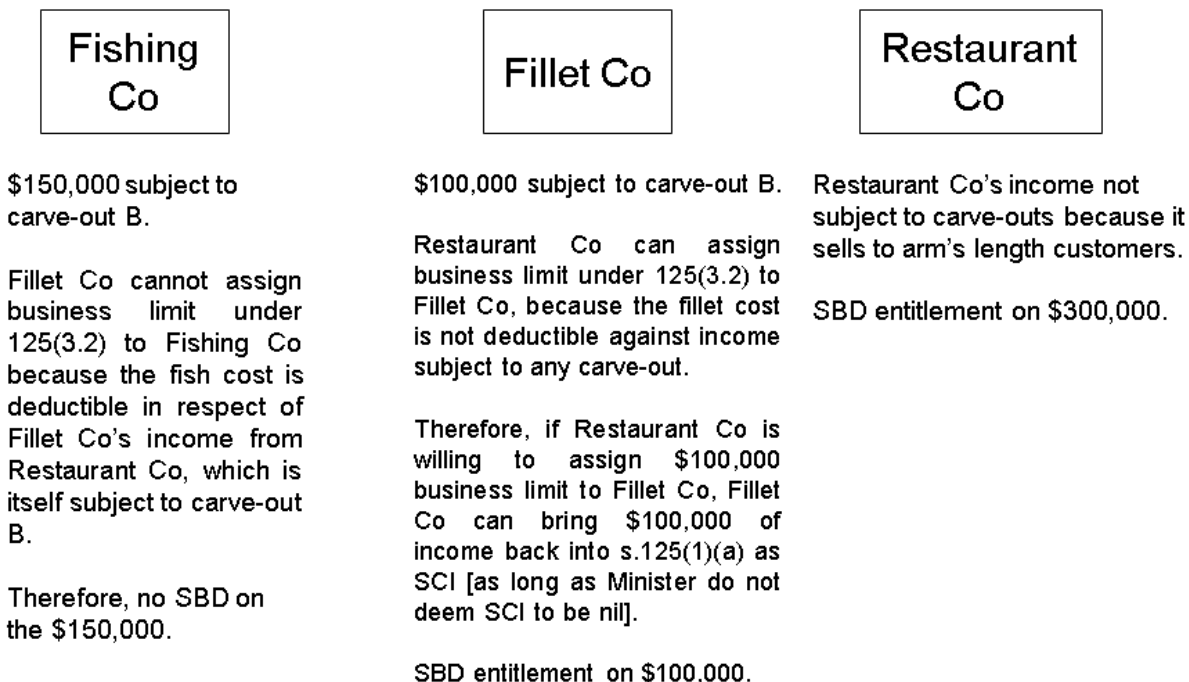 Fishing
Co
$150,000 subject to
carve-out B.
Fillet Co cannot assign
business limit under
125(3.2) to Fishing Co
because the fish cost is
deductible in respect of
Fillet Co's income from
Restaurant Co, which is
itself subject to carve-out
B.
Therefore, no SBD on
the $150,000.
Fillet Co
$100,000 subject to carve-out B.
Restaurant Co can assign
business limit under 125(3.2) to
Fillet Co, because the fillet cost
is not deductible against income
subject to any carve-out.
Therefore, if Restaurant Co is
willing to assign $100,000
business limit to Fillet Co, Fillet
Co can bring $100,000 of
income back into s.125(1)(a) as
SCI [as long as Minister do not
deem SCI to be nil].
SBD entitlement on $100,000.
Restaurant
Co
Restaurant Co's income not
subject to carve-outs because it
sells to arm's length customers.
SBD entitlement on $300,000.